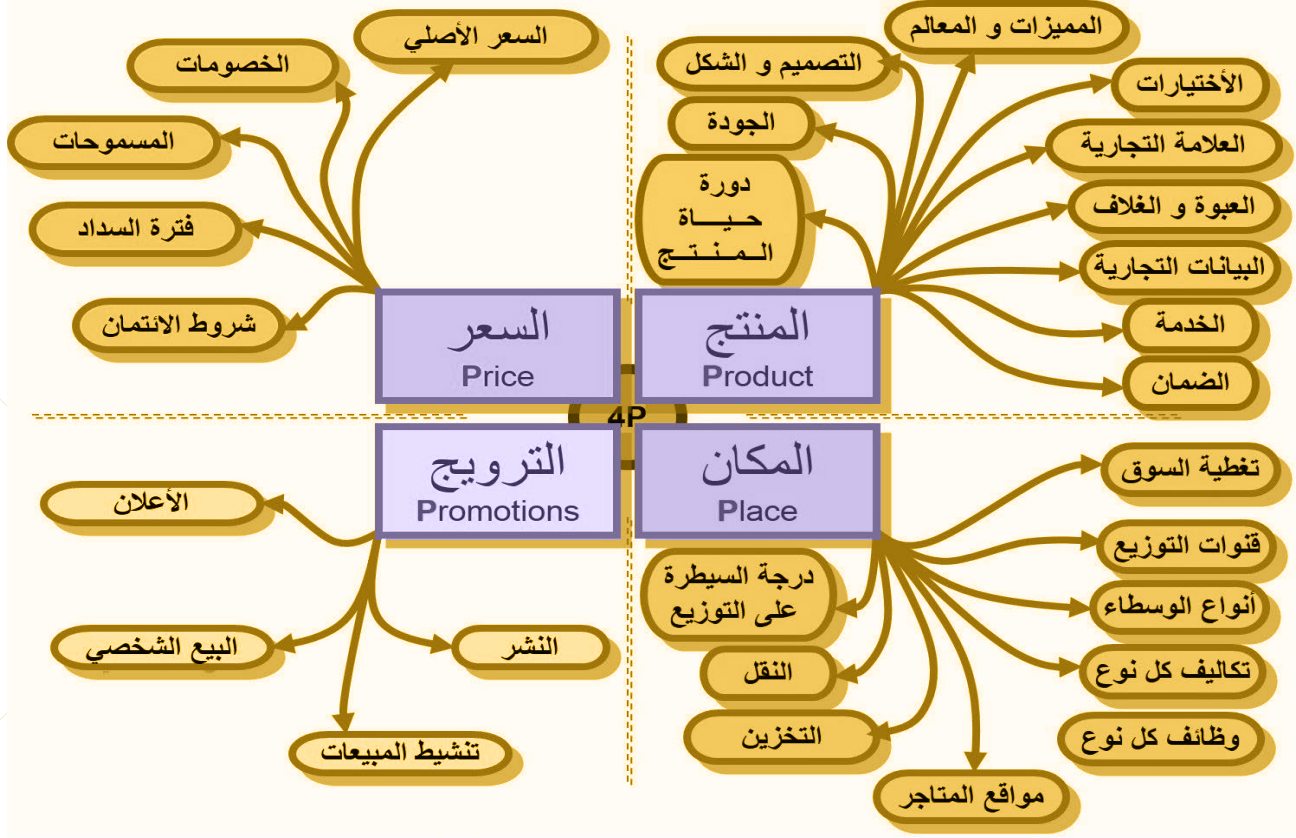 المميزات و المعالم
التصميم و الشكل
الأختيارات
الجودة
العلامة التجارية
دورة
حيـــاة
الـمـنـتــج
العبوة و الغلاف
البيانات التجارية
الخدمة
الضمان
المنتج
Product
السعر الأصلي
الخصومات
المسموحات
فترة السداد
شروط الائتمان
السعر
Price
4P
المكان
Place
تغطية السوق
قنوات التوزيع
أنواع الوسطاء
تكاليف كل نوع
وظائف كل نوع
درجة السيطرة
على التوزيع
النقل
التخزين
مواقع المتاجر
الترويج
Promotions
الأعلان
النشر
البيع الشخصي
تنشيط المبيعات